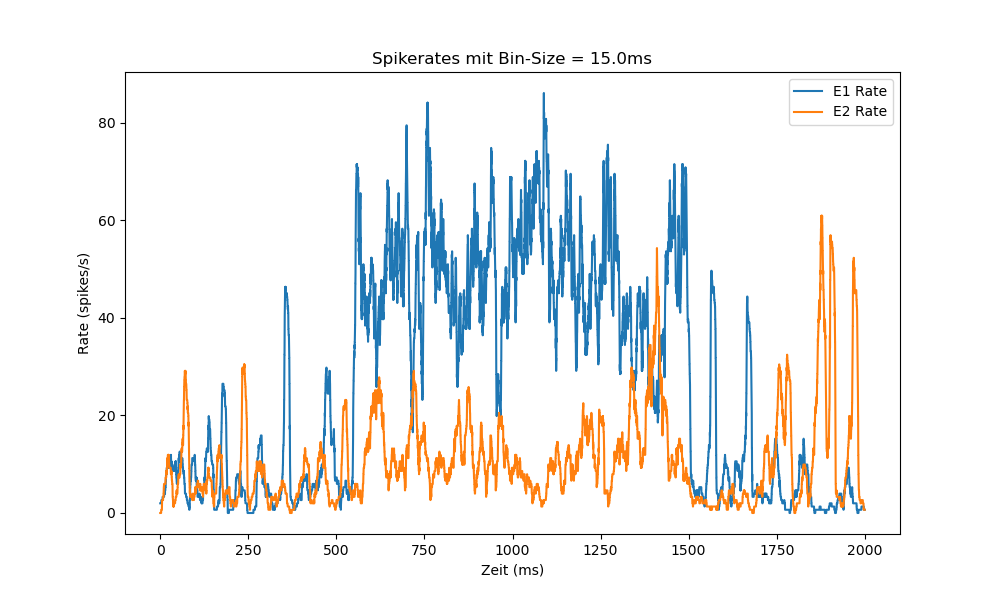 Spikerates mit Bin-Size = 15.0ms
E1 Rate
E2 Rate
Rate (spikes/s)
80
60
40
20
0
0 250 500 750 1000 1250 1500 1750 2000
Zeit (ms)